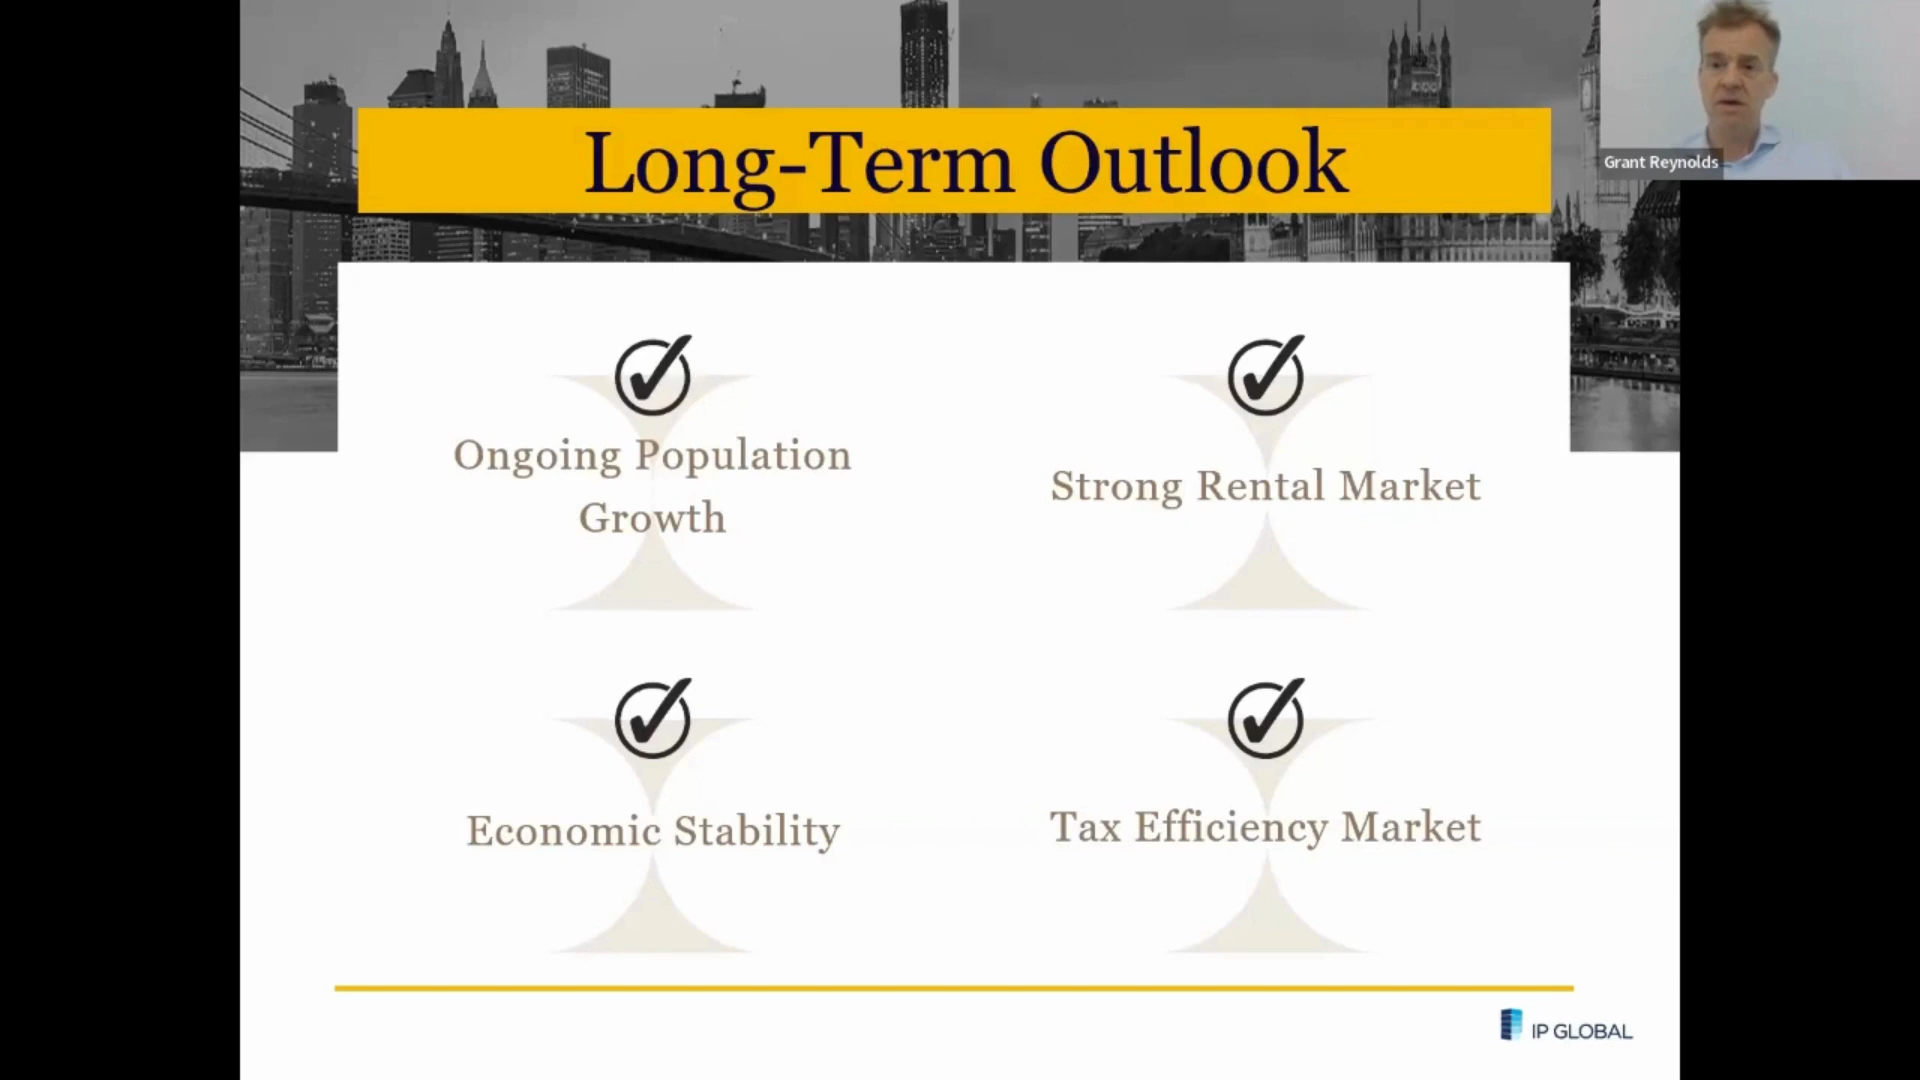 Long-Term Outlook
Grant Reynolds
Ongoing Population
Growth
Strong Rental Market
Economic Stability
Tax Efficiency Market
IP GLOBAL